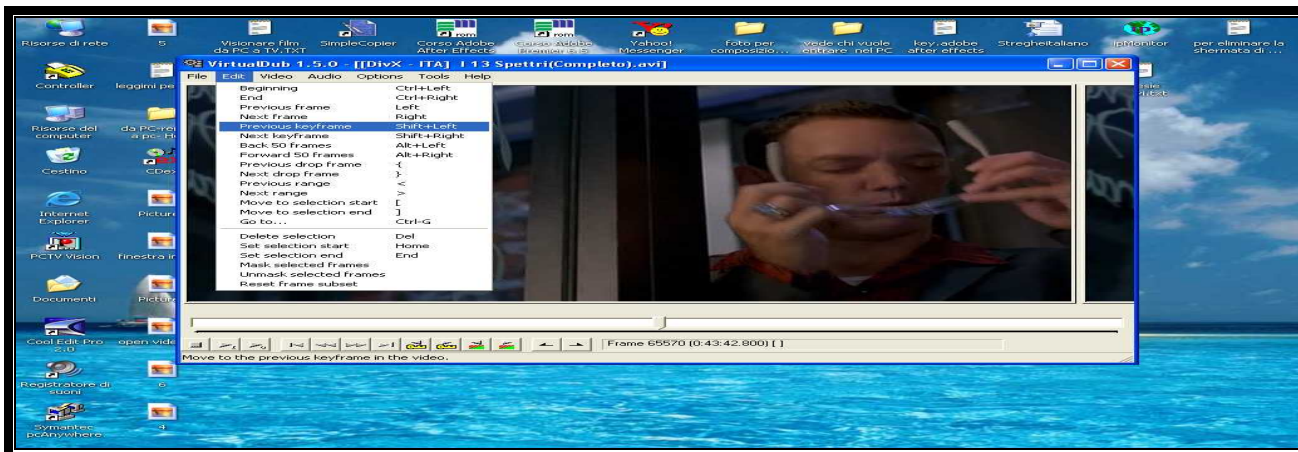 Risorse di rete
5
Visionare film
da PC a TV.TXT
SimpleCopier
Corso Adobe
After Effects
Corso Adobe
Premier 6.5
Yahoo!
Messenger
foto per
composizio...
vede chi vuole
entrare nel PC
key.adobe
after effects
Stregheitaliano
IpMonitor
per eliminare la
shermata di ...
VirtualDub 1.5.0 - [[DivX - ITA] I 13 Spettri(Completo).avi]
File Edit Video Audio Options Tools Help
Beginning Ctrl+Left
End Ctrl+Right
Previous frame Left
Next frame Right
Previous keyframe Shift+Left
Next keyframe Shift+Right
Back 50 frames Alt+Left
Forward 50 frames Alt+Right
Previous drop frame {
Next drop frame }
Previous range <
Next range >
Move to selection start [
Move to selection end ]
Go to... Ctrl-G
Delete selection Del
Set selection start Home
Set selection end End
Mask selected frames
Unmask selected frames
Reset frame subset
Frame 65570 (0:43:42.800) [ ]
Move to the previous keyframe in the video.
Controller
leggimi pe
Risorse del
computer
da PC-re
a pc- H
Cestino
CDex
Internet
Explorer
Pictur
PCTV Vision
finestra in
Documenti
Pictur
Cool Edit Pro
2.0
open vide
Registratore di
suoni
6
Symantec
pcAnywhere
4